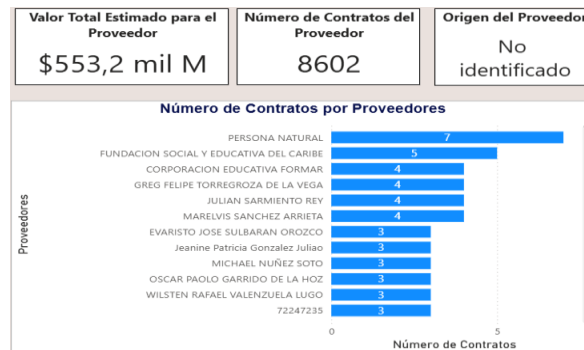 Valor Total Estimado para el
Proveedor
$553,2 mil M
Número de Contratos del
Proveedor
8602
Origen del Proveedor
No
identificado
Número de Contratos por Proveedores
Proveedores
PERSONA NATURAL 7
FUNDACION SOCIAL Y EDUCATIVA DEL CARIBE 5
CORPORACION EDUCATIVA FORMAR 4
GREG FELIPE TORREGROZA DE LA VEGA 4
JULIAN SARMIENTO REY 4
MARELVIS SANCHEZ ARRIETA 4
EVARISTO JOSE SULBARAN OROZCO 3
Jeanine Patricia Gonzalez Juliao 3
MICHAEL NUÑEZ SOTO 3
OSCAR PAOLO GARRIDO DE LA HOZ 3
WILSTEN RAFAEL VALENZUELA LUGO 3
72247235 3
0 5
Número de Contratos